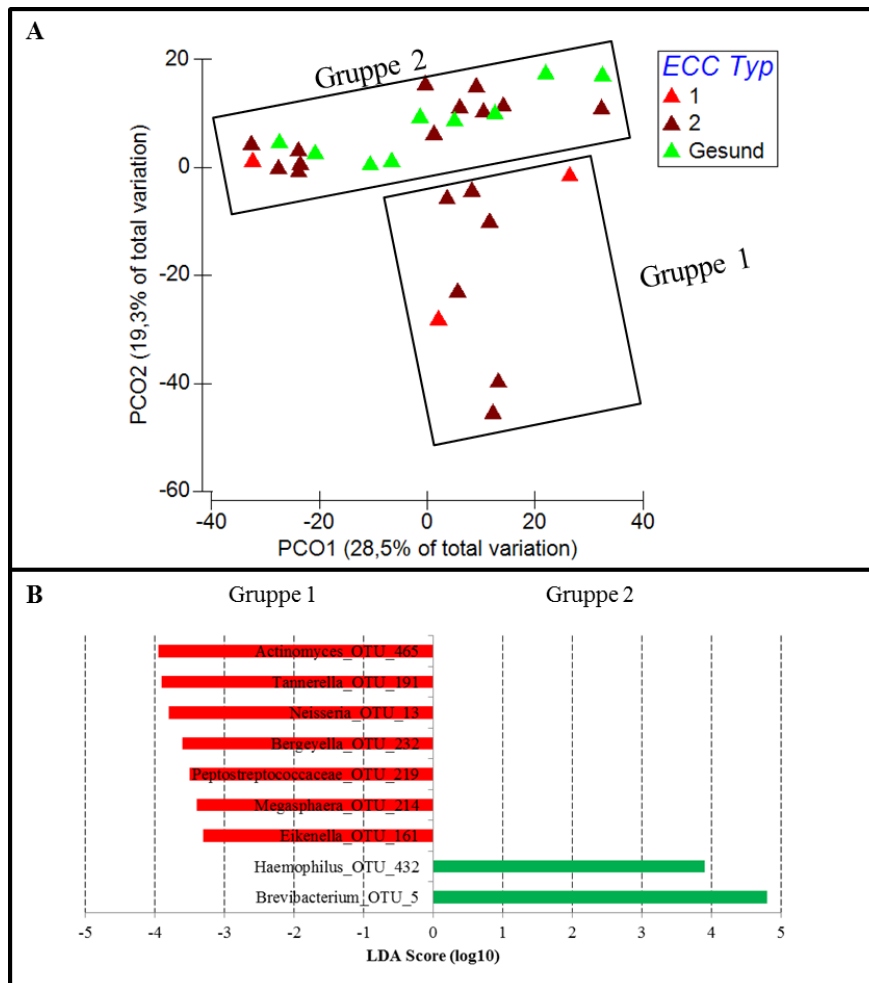 A
Gruppe 2
Gruppe 1
ECC Typ
1
2
Gesund
20
0
-20
-40
-60
PCO2 (19,3% of total variation)
-40 -20 0 20 40
PCO1 (28,5% of total variation)
B
Gruppe 1 Gruppe 2
Actinomyces_OTU_465
Tannerella_OTU_191
Neisseria_OTU_13
Bergeyella_OTU_232
Peptostreptococcaceae_OTU_219
Megasphaera_OTU_214
Eikenella_OTU_161
Haemophilus_OTU_432
Brevibacterium_OTU_5
-5 -4 -3 -2 -1 0 1 2 3 4 5
LDA Score (log10)